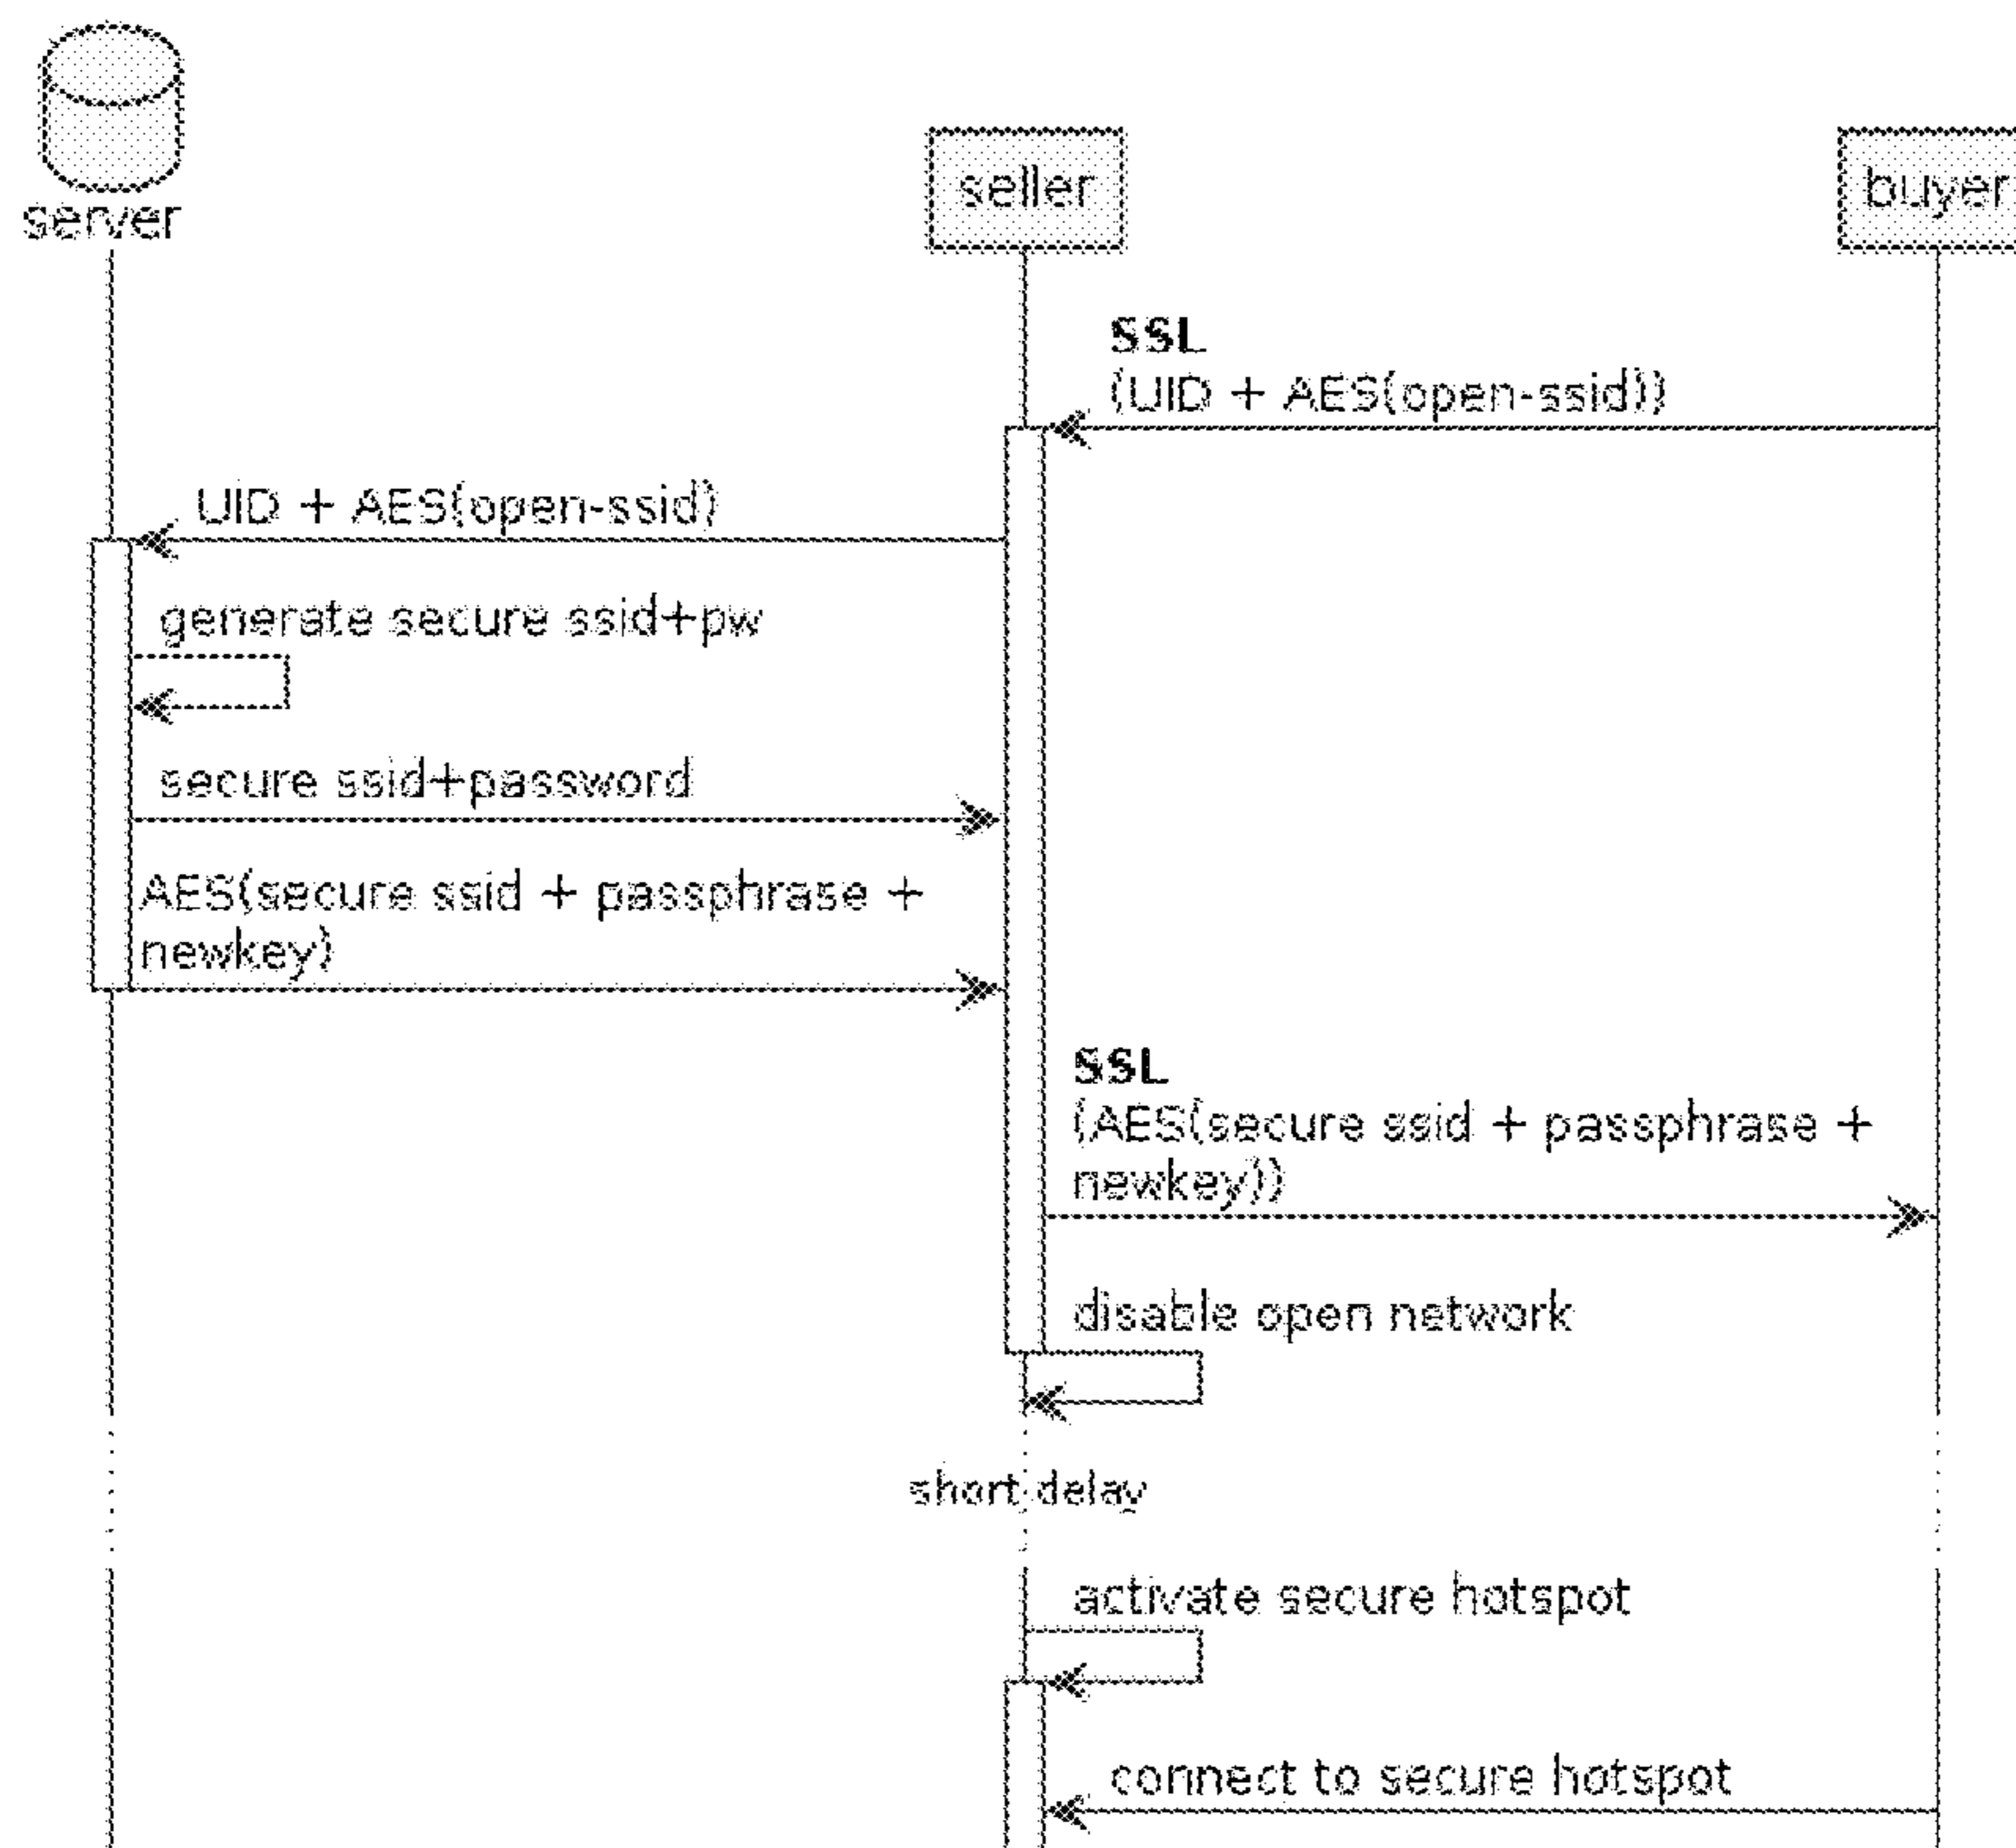 server
seller
buyer
SSL
(UID + AES(open-ssid))
UID + AES(open-ssid)
generate secure ssid+pw
secure ssid+password
AES(secure ssid + passphrase +
newkey)
SSL
(AES(secure ssid + passphrase +
newkey))
disable open network
short delay
activate secure hotspot
connect to secure hotspot